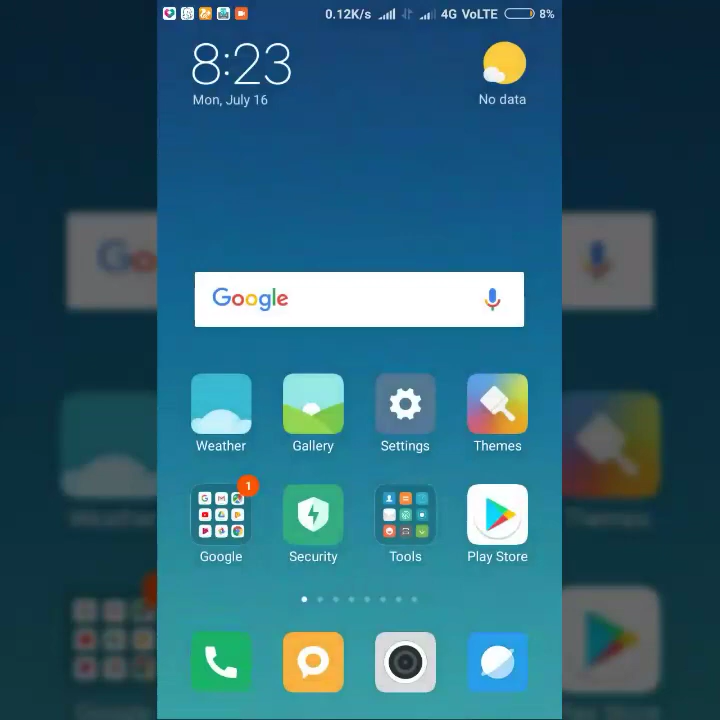 0.12K/s 4G VoLTE 8%
8:23
Mon, July 16
No data
Google
Weather Gallery Settings Themes
1
Google Security Tools Play Store